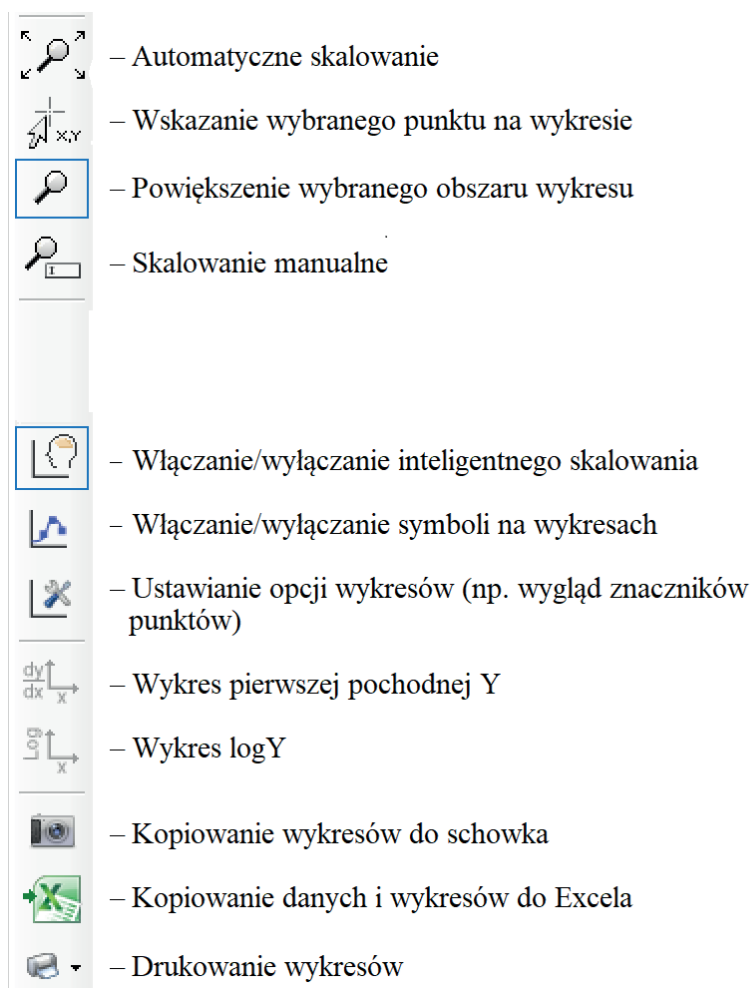 – Automatyczne skalowanie
X,Y – Wskazanie wybranego punktu na wykresie
– Powiększenie wybranego obszaru wykresu
I – Skalowanie manualne
– Włączanie/wyłączanie inteligentnego skalowania
– Włączanie/wyłączanie symboli na wykresach
– Ustawianie opcji wykresów (np. wygląd znaczników
punktów)
dy
dx x – Wykres pierwszej pochodnej Y
Log x – Wykres logY
– Kopiowanie wykresów do schowka
X – Kopiowanie danych i wykresów do Excela
– Drukowanie wykresów